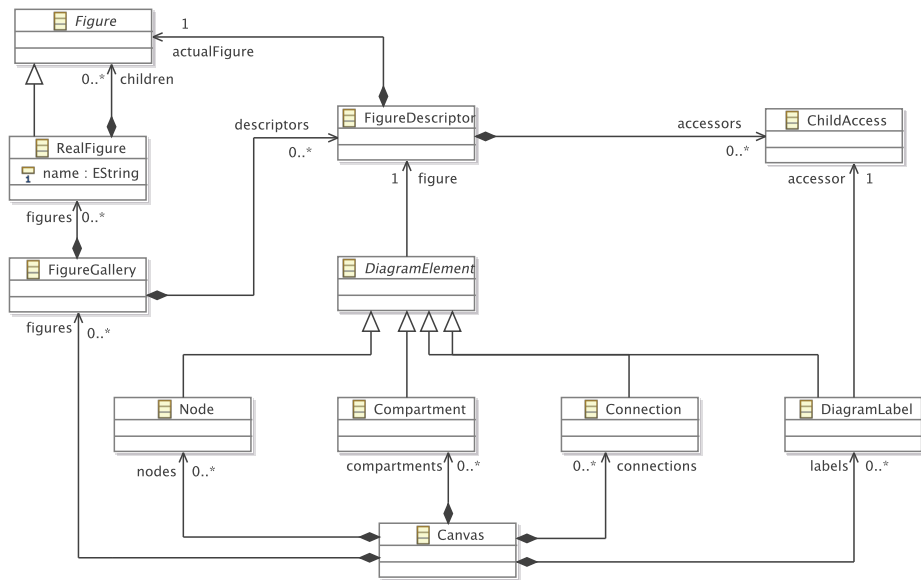 Figure
1
actualFigure
0..* children
FigureDescriptor
ChildAccess
descriptors
accessors
0..*
0..*
RealFigure
name : EString
1 figure
accessor 1
figures 0..*
FigureGallery
DiagramElement
figures 0..*
Node
Compartment
Connection
DiagramLabel
nodes 0..*
compartments 0..*
0..* connections
labels 0..*
Canvas